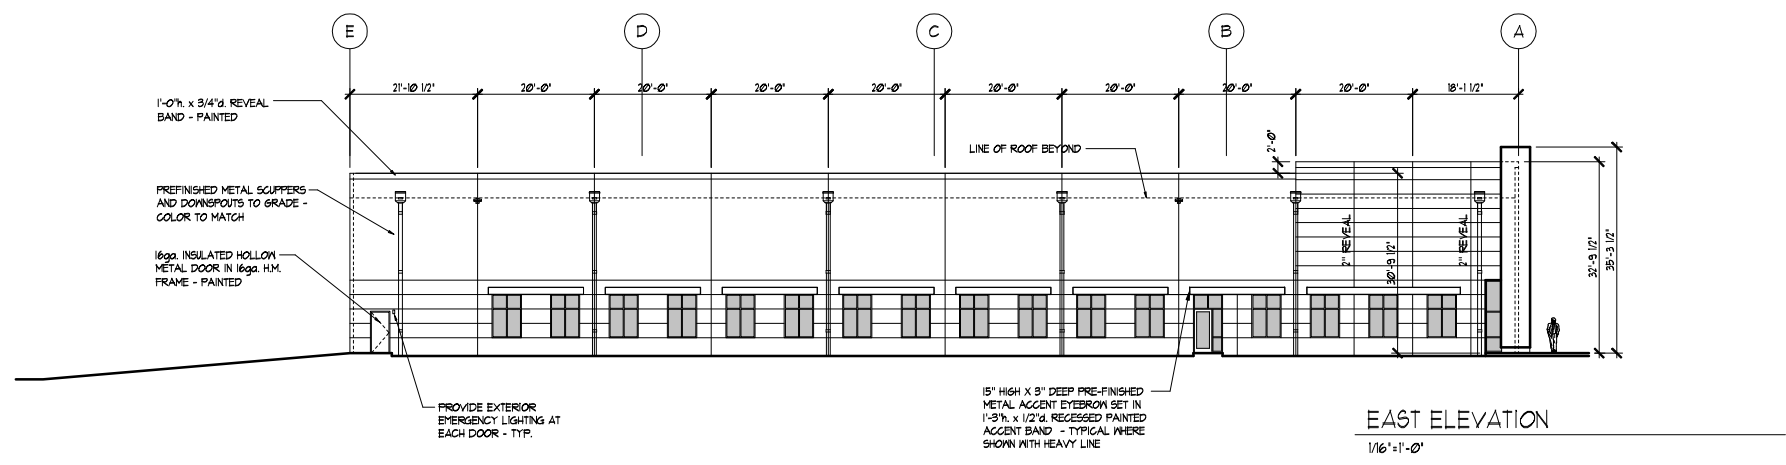 E D C B A
21'-10 1/2" 20'-0" 20'-0" 20'-0" 20'-0" 20'-0" 20'-0" 20'-0" 20'-0" 18'-1 1/2"
1'-0"h. x 3/4"d. REVEAL
BAND - PAINTED
2'-0"
LINE OF ROOF BEYOND
PREFINISHED METAL SCUPPERS
AND DOWNSPOUTS TO GRADE -
COLOR TO MATCH
2" REVEAL
2" REVEAL
30'-9 1/2"
32'-9 1/2"
35'-3 1/2"
16ga. INSULATED HOLLOW
METAL DOOR IN 16ga. H.M.
FRAME - PAINTED
PROVIDE EXTERIOR
EMERGENCY LIGHTING AT
EACH DOOR - TYP.
15" HIGH X 3" DEEP PRE-FINISHED
METAL ACCENT EYEBROW SET IN
1'-3"h. x 1/2"d. RECESSED PAINTED
ACCENT BAND - TYPICAL WHERE
SHOWN WITH HEAVY LINE
EAST ELEVATION
1/16"=1'-0"